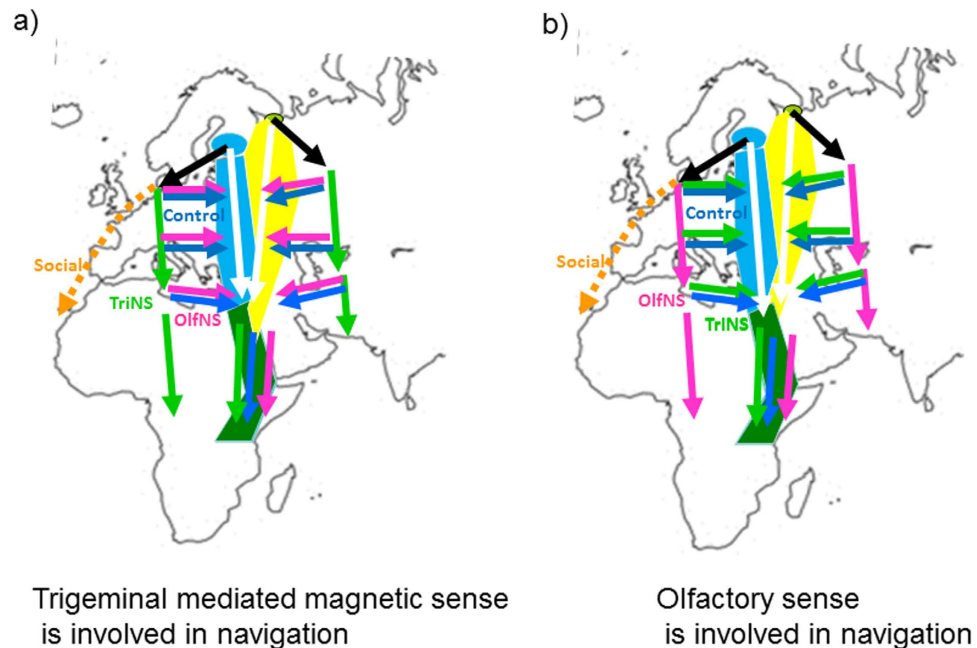 a)
b)
Control
Social
TriNS
OlfNS
Control
Social
OlfNS
TriNS
Trigeminal mediated magnetic sense
is involved in navigation
Olfactory sense
is involved in navigation